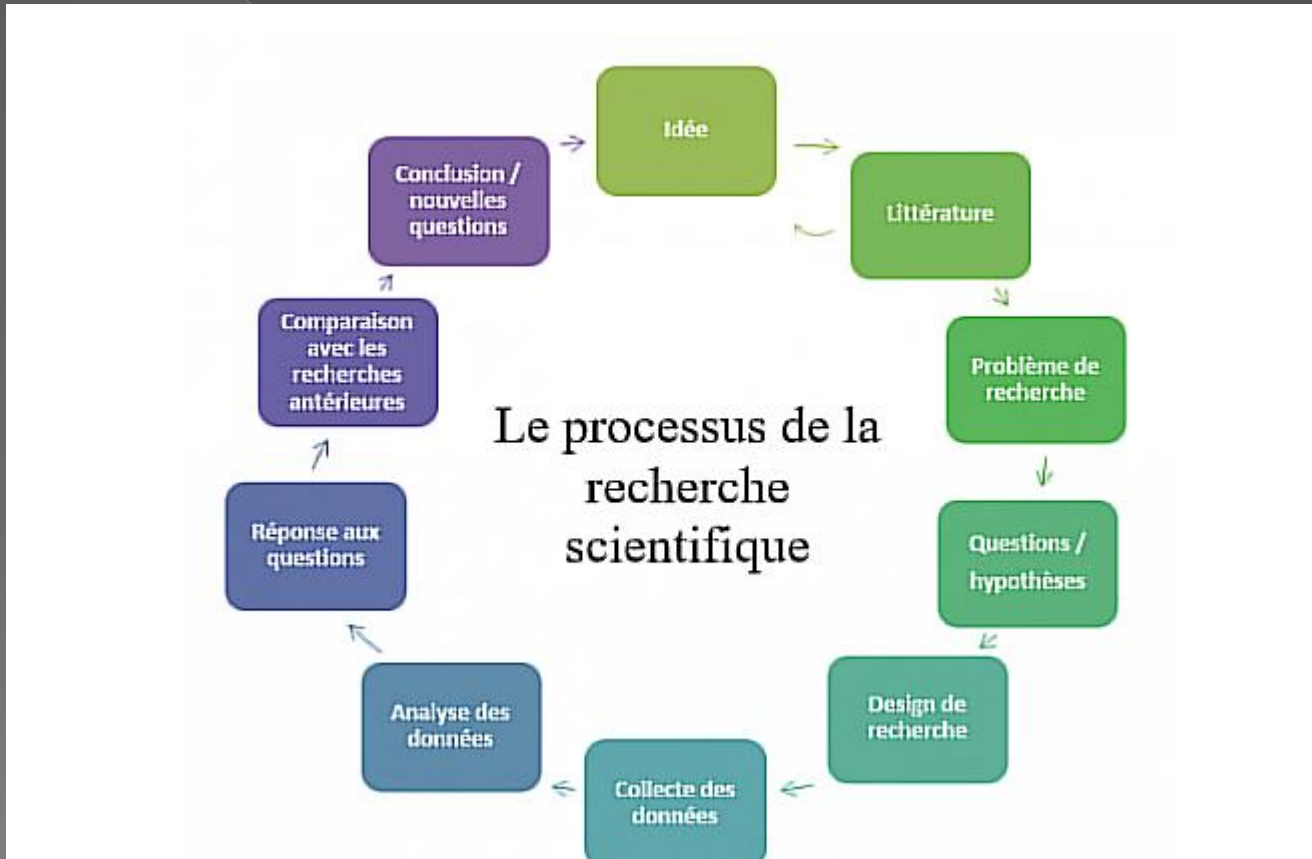 Idée
Littérature
Problème de
recherche
Questions /
hypothèses
Design de
recherche
Collecte des
données
Analyse des
données
Réponse aux
questions
Comparaison
avec les
recherches
antérieures
Conclusion /
nouvelles
questions
Le processus de la
recherche
scientifique